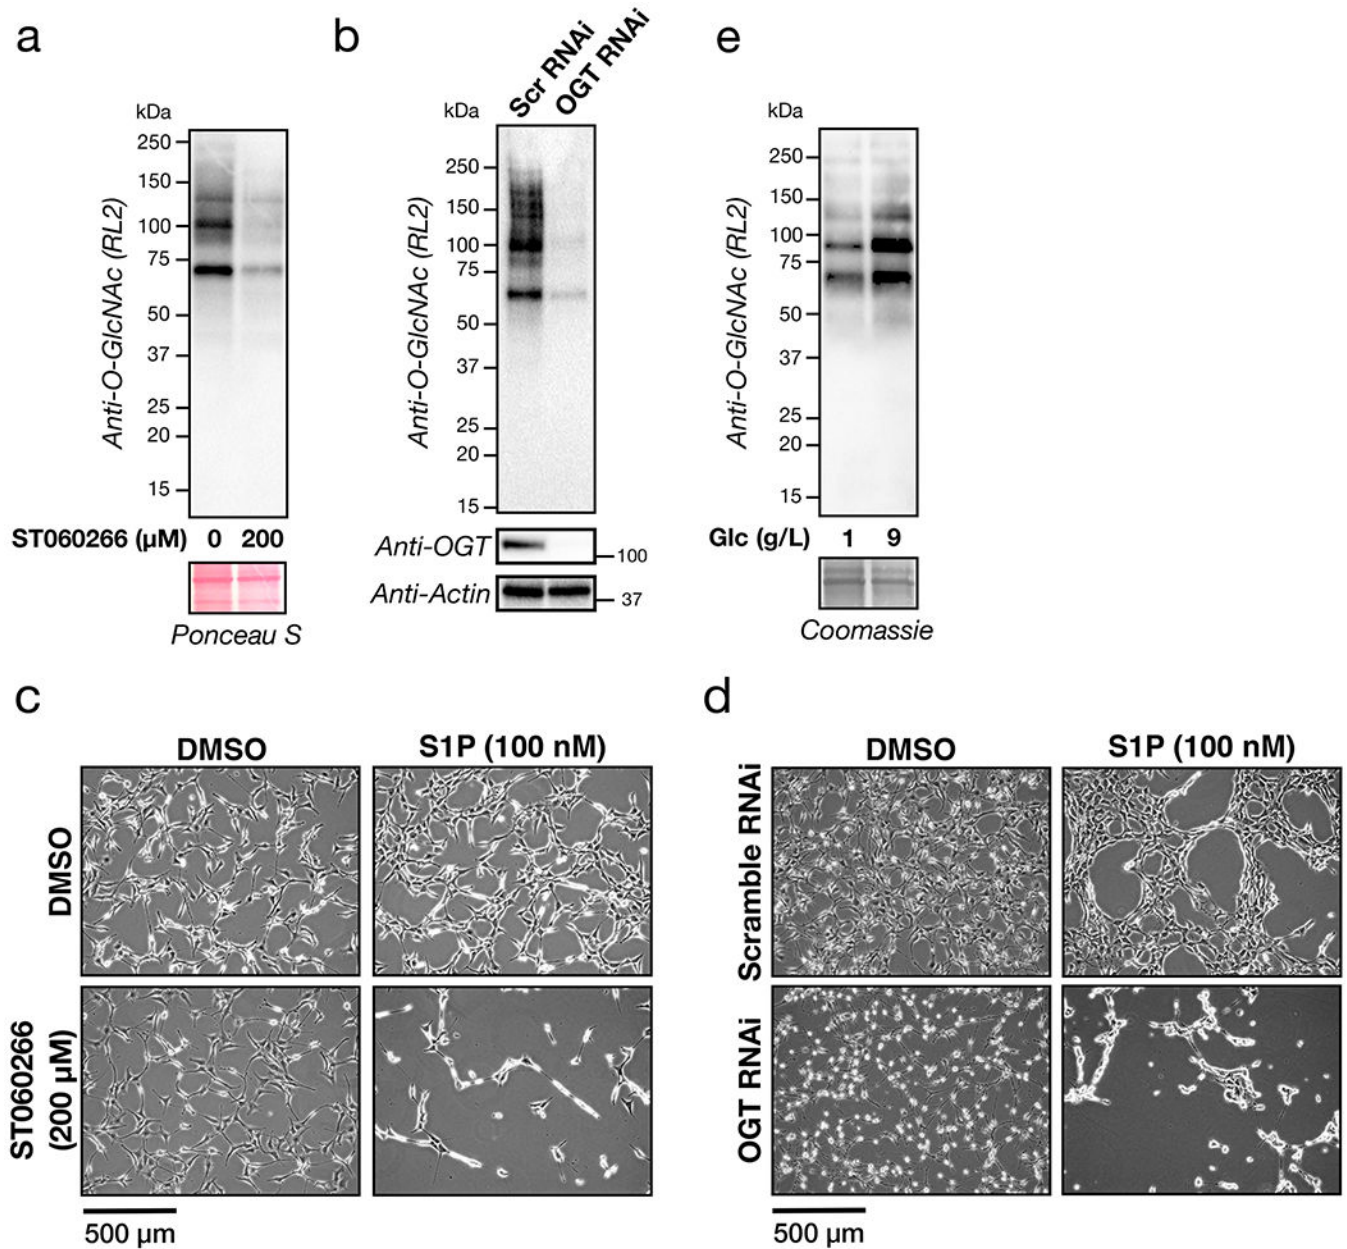 a
kDa
250
150
100
75
50
37
25
20
15
Anti-O-GlcNAc (RL2)
ST060266 (μM) 0 200
Ponceau S
b
Scr RNAi
OGT RNAi
kDa
250
150
100
75
50
37
25
20
15
Anti-O-GlcNAc (RL2)
Anti-OGT
100
Anti-Actin
37
e
kDa
250
150
100
75
50
37
25
20
15
Anti-O-GlcNAc (RL2)
Glc (g/L) 1 9
Coomassie
c
DMSO S1P (100 nM)
DMSO
ST060266
(200 μM)
500 μm
d
DMSO S1P (100 nM)
Scramble RNAi
OGT RNAi
500 μm